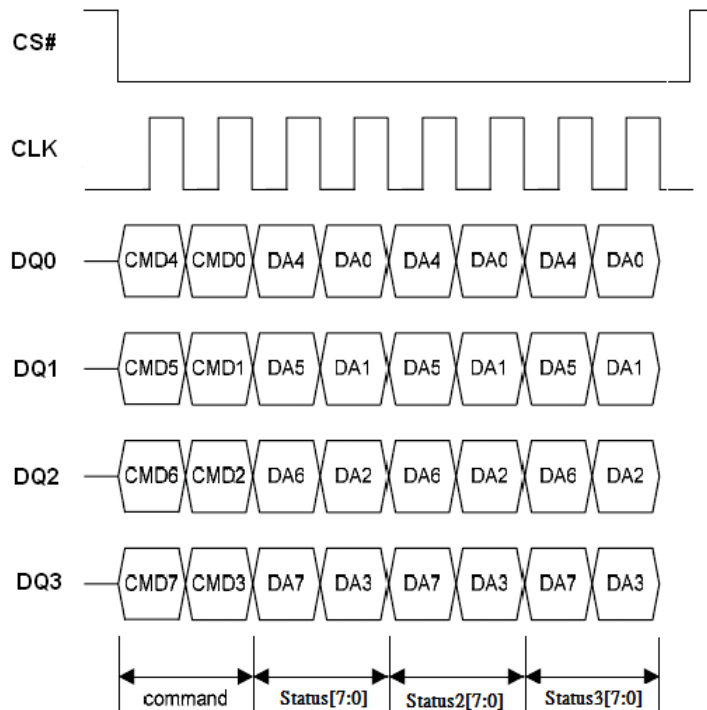 CS#
CLK
DQ0 CMD4 CMD0 DA4 DA0 DA4 DA0 DA4 DA0
DQ1 CMD5 CMD1 DA5 DA1 DA5 DA1 DA5 DA1
DQ2 CMD6 CMD2 DA6 DA2 DA6 DA2 DA6 DA2
DQ3 CMD7 CMD3 DA7 DA3 DA7 DA3 DA7 DA3
command Status[7:0] Status2[7:0] Status3[7:0]